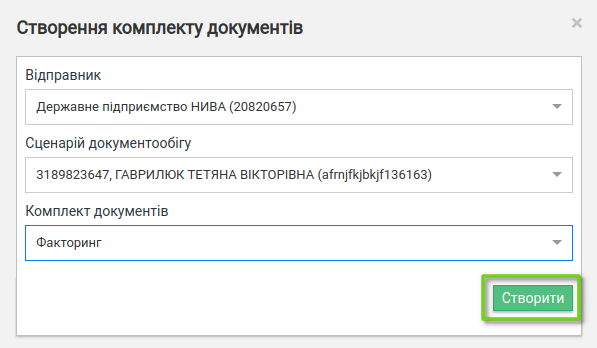 Створення комплекту документів
×
Відправник
Державне підприємство НИВА (20820657)
Сценарій документообігу
3189823647, ГАВРИЛЮК ТЕТЯНА ВІКТОРІВНА (afrnjfkjbkjf136163)
Комплект документів
Факторинг
Створити